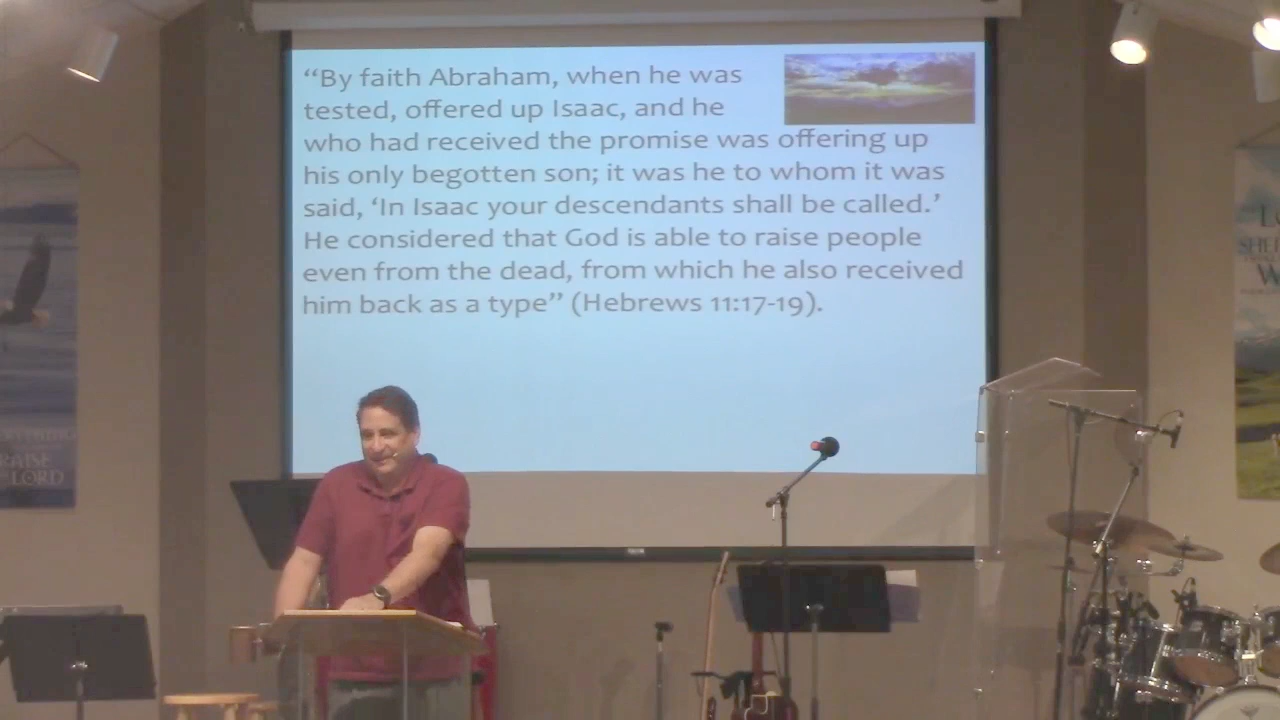 “By faith Abraham, when he was
tested, offered up Isaac, and he
who had received the promise was offering up
his only begotten son; it was he to whom it was
said, ‘In Isaac your descendants shall be called.’
He considered that God is able to raise people
even from the dead, from which he also received
him back as a type” (Hebrews 11:17-19).
RAISE
LORD